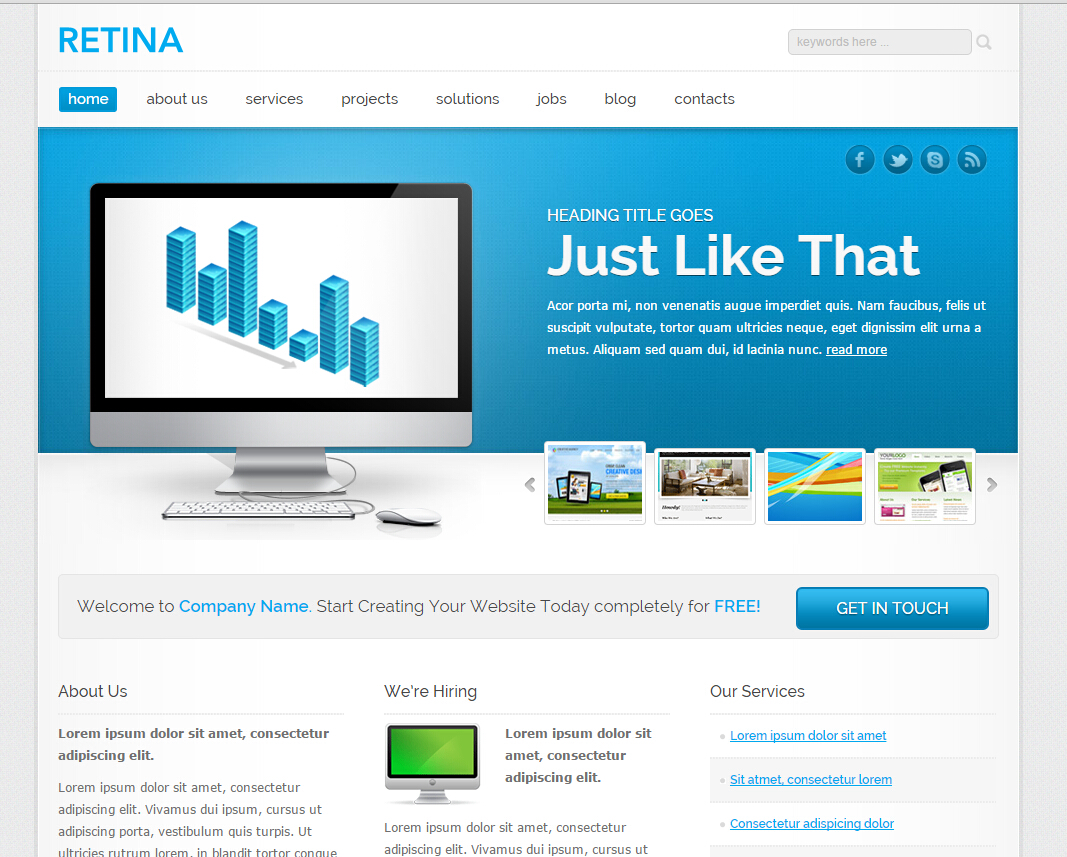 RETINA
keywords here ...
home about us services projects solutions jobs blog contacts
HEADING TITLE GOES
Just Like That
Acor porta mi, non venenatis augue imperdiet quis. Nam faucibus, felis ut
suscipit vulputate, tortor quam ultricies neque, eget dignissim elit urna a
metus. Aliquam sed quam dui, id lacinia nunc. read more
CREATIVE DESIGN
Howdy!
YOURLOGO
Welcome to Company Name. Start Creating Your Website Today completely for FREE!
GET IN TOUCH
About Us
Lorem ipsum dolor sit amet, consectetur
adipiscing elit.
Lorem ipsum dolor sit amet, consectetur
adipiscing elit. Vivamus dui ipsum, cursus ut
adipiscing porta, vestibulum quis turpis. Ut
ultricies rutrum lorem, in blandit tortor congue
We're Hiring
Lorem ipsum dolor sit
amet, consectetur
adipiscing elit.
Lorem ipsum dolor sit amet, consectetur
adipiscing elit. Vivamus dui ipsum, cursus ut
Our Services
Lorem ipsum dolor sit amet
Sit atmet, consectetur lorem
Consectetur adispicing dolor